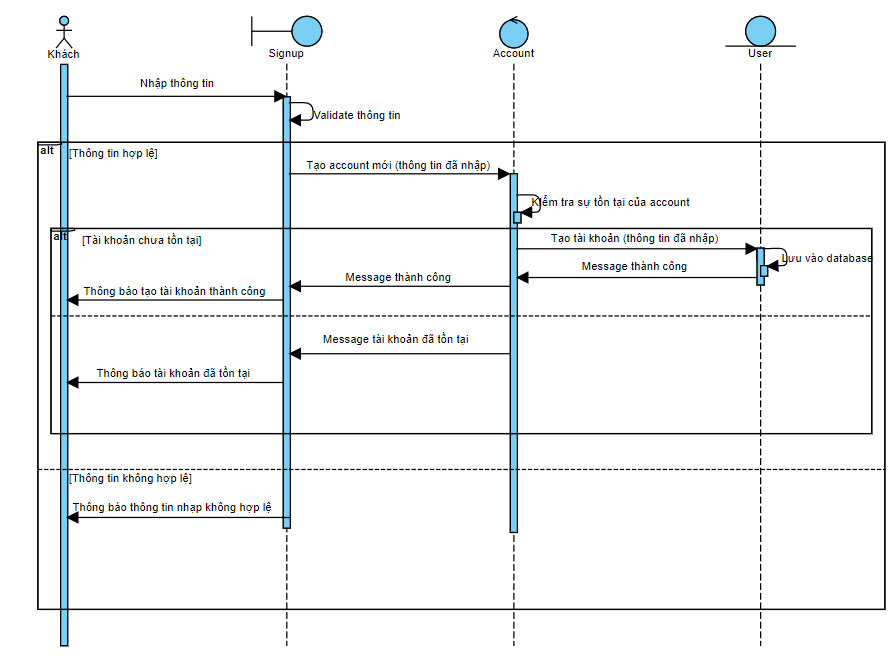 Khách
Signup
Account
User
Nhập thông tin
Validate thông tin
alt
[Thông tin hợp lệ]
Tạo account mới (thông tin đã nhập)
Kiểm tra sự tồn tại của account
alt
[Tài khoản chưa tồn tại]
Tạo tài khoản (thông tin đã nhập)
Lưu vào database
Message thành công
Message thành công
Thông báo tạo tài khoản thành công
Message tài khoản đã tồn tại
Thông báo tài khoản đã tồn tại
[Thông tin không hợp lệ]
Thông báo thông tin nhạp không hợp lệ